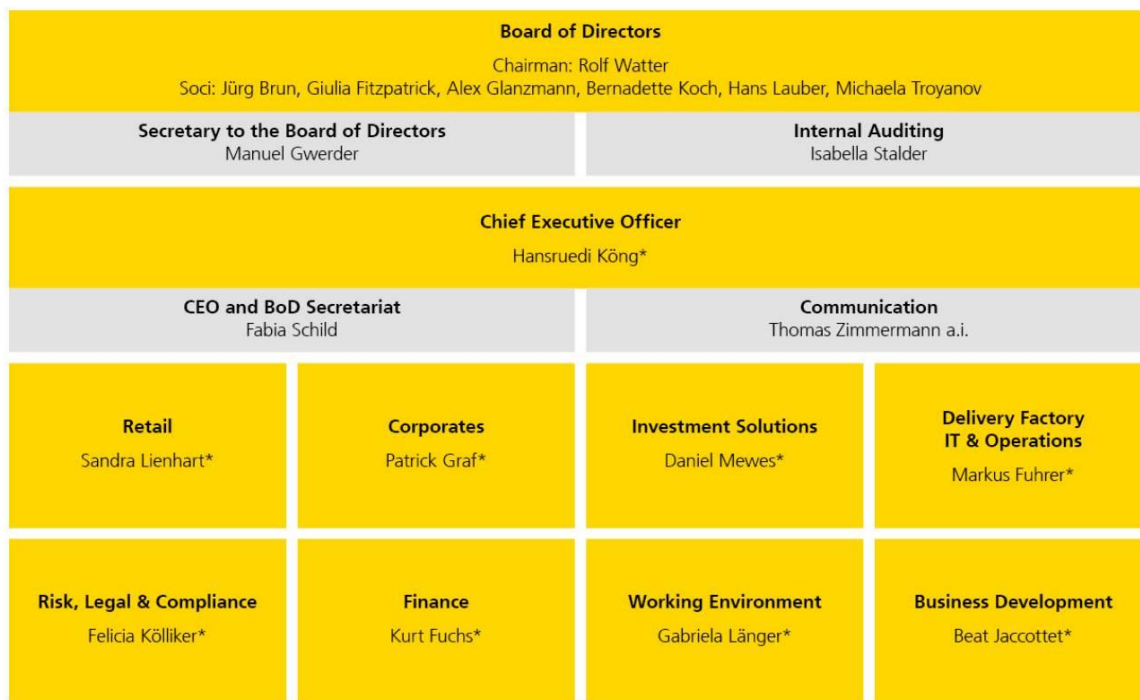 Board of Directors
Chairman: Rolf Watter
Soci: Jürg Brun, Giulia Fitzpatrick, Alex Glanzmann, Bernadette Koch, Hans Lauber, Michaela Troyanov
Secretary to the Board of Directors
Manuel Gwerder
Internal Auditing
Isabella Stalder
Chief Executive Officer
Hansruedi Köng*
CEO and BoD Secretariat
Fabia Schild
Communication
Thomas Zimmermann a.i.
Retail
Sandra Lienhart*
Corporates
Patrick Graf*
Investment Solutions
Daniel Mewes*
Delivery Factory
IT & Operations
Markus Fuhrer*
Risk, Legal & Compliance
Felicia Kölliker*
Finance
Kurt Fuchs*
Working Environment
Gabriela Länger*
Business Development
Beat Jaccottet*